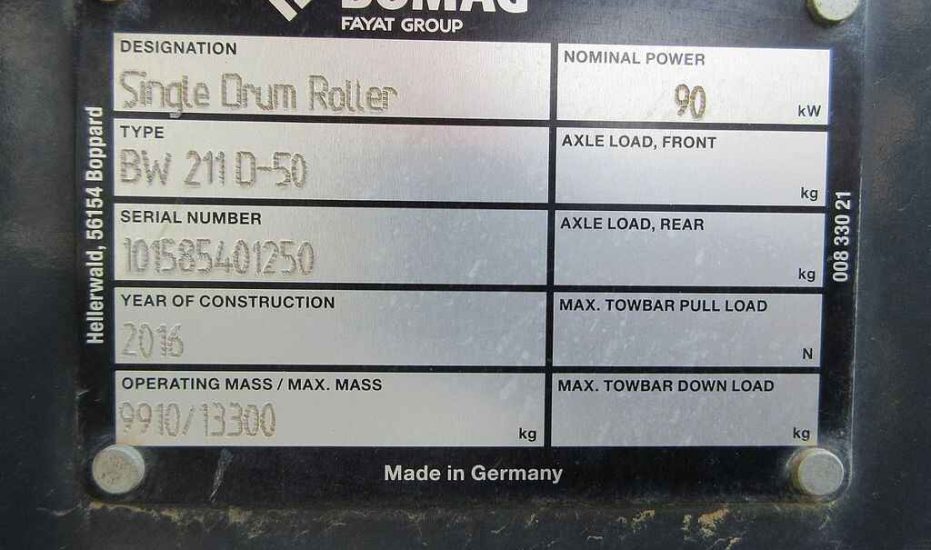 BOMAG
FAYAT GROUP
DESIGNATION
Single Drum Roller
NOMINAL POWER
90 kW
TYPE
BW 211 D-50
AXLE LOAD, FRONT
kg
SERIAL NUMBER
101585401250
AXLE LOAD, REAR
kg
YEAR OF CONSTRUCTION
2016
MAX. TOWBAR PULL LOAD
N
OPERATING MASS / MAX. MASS
9910/13300 kg
MAX. TOWBAR DOWN LOAD
kg
Made in Germany
Hellerwald, 56154 Boppard
008 330 21